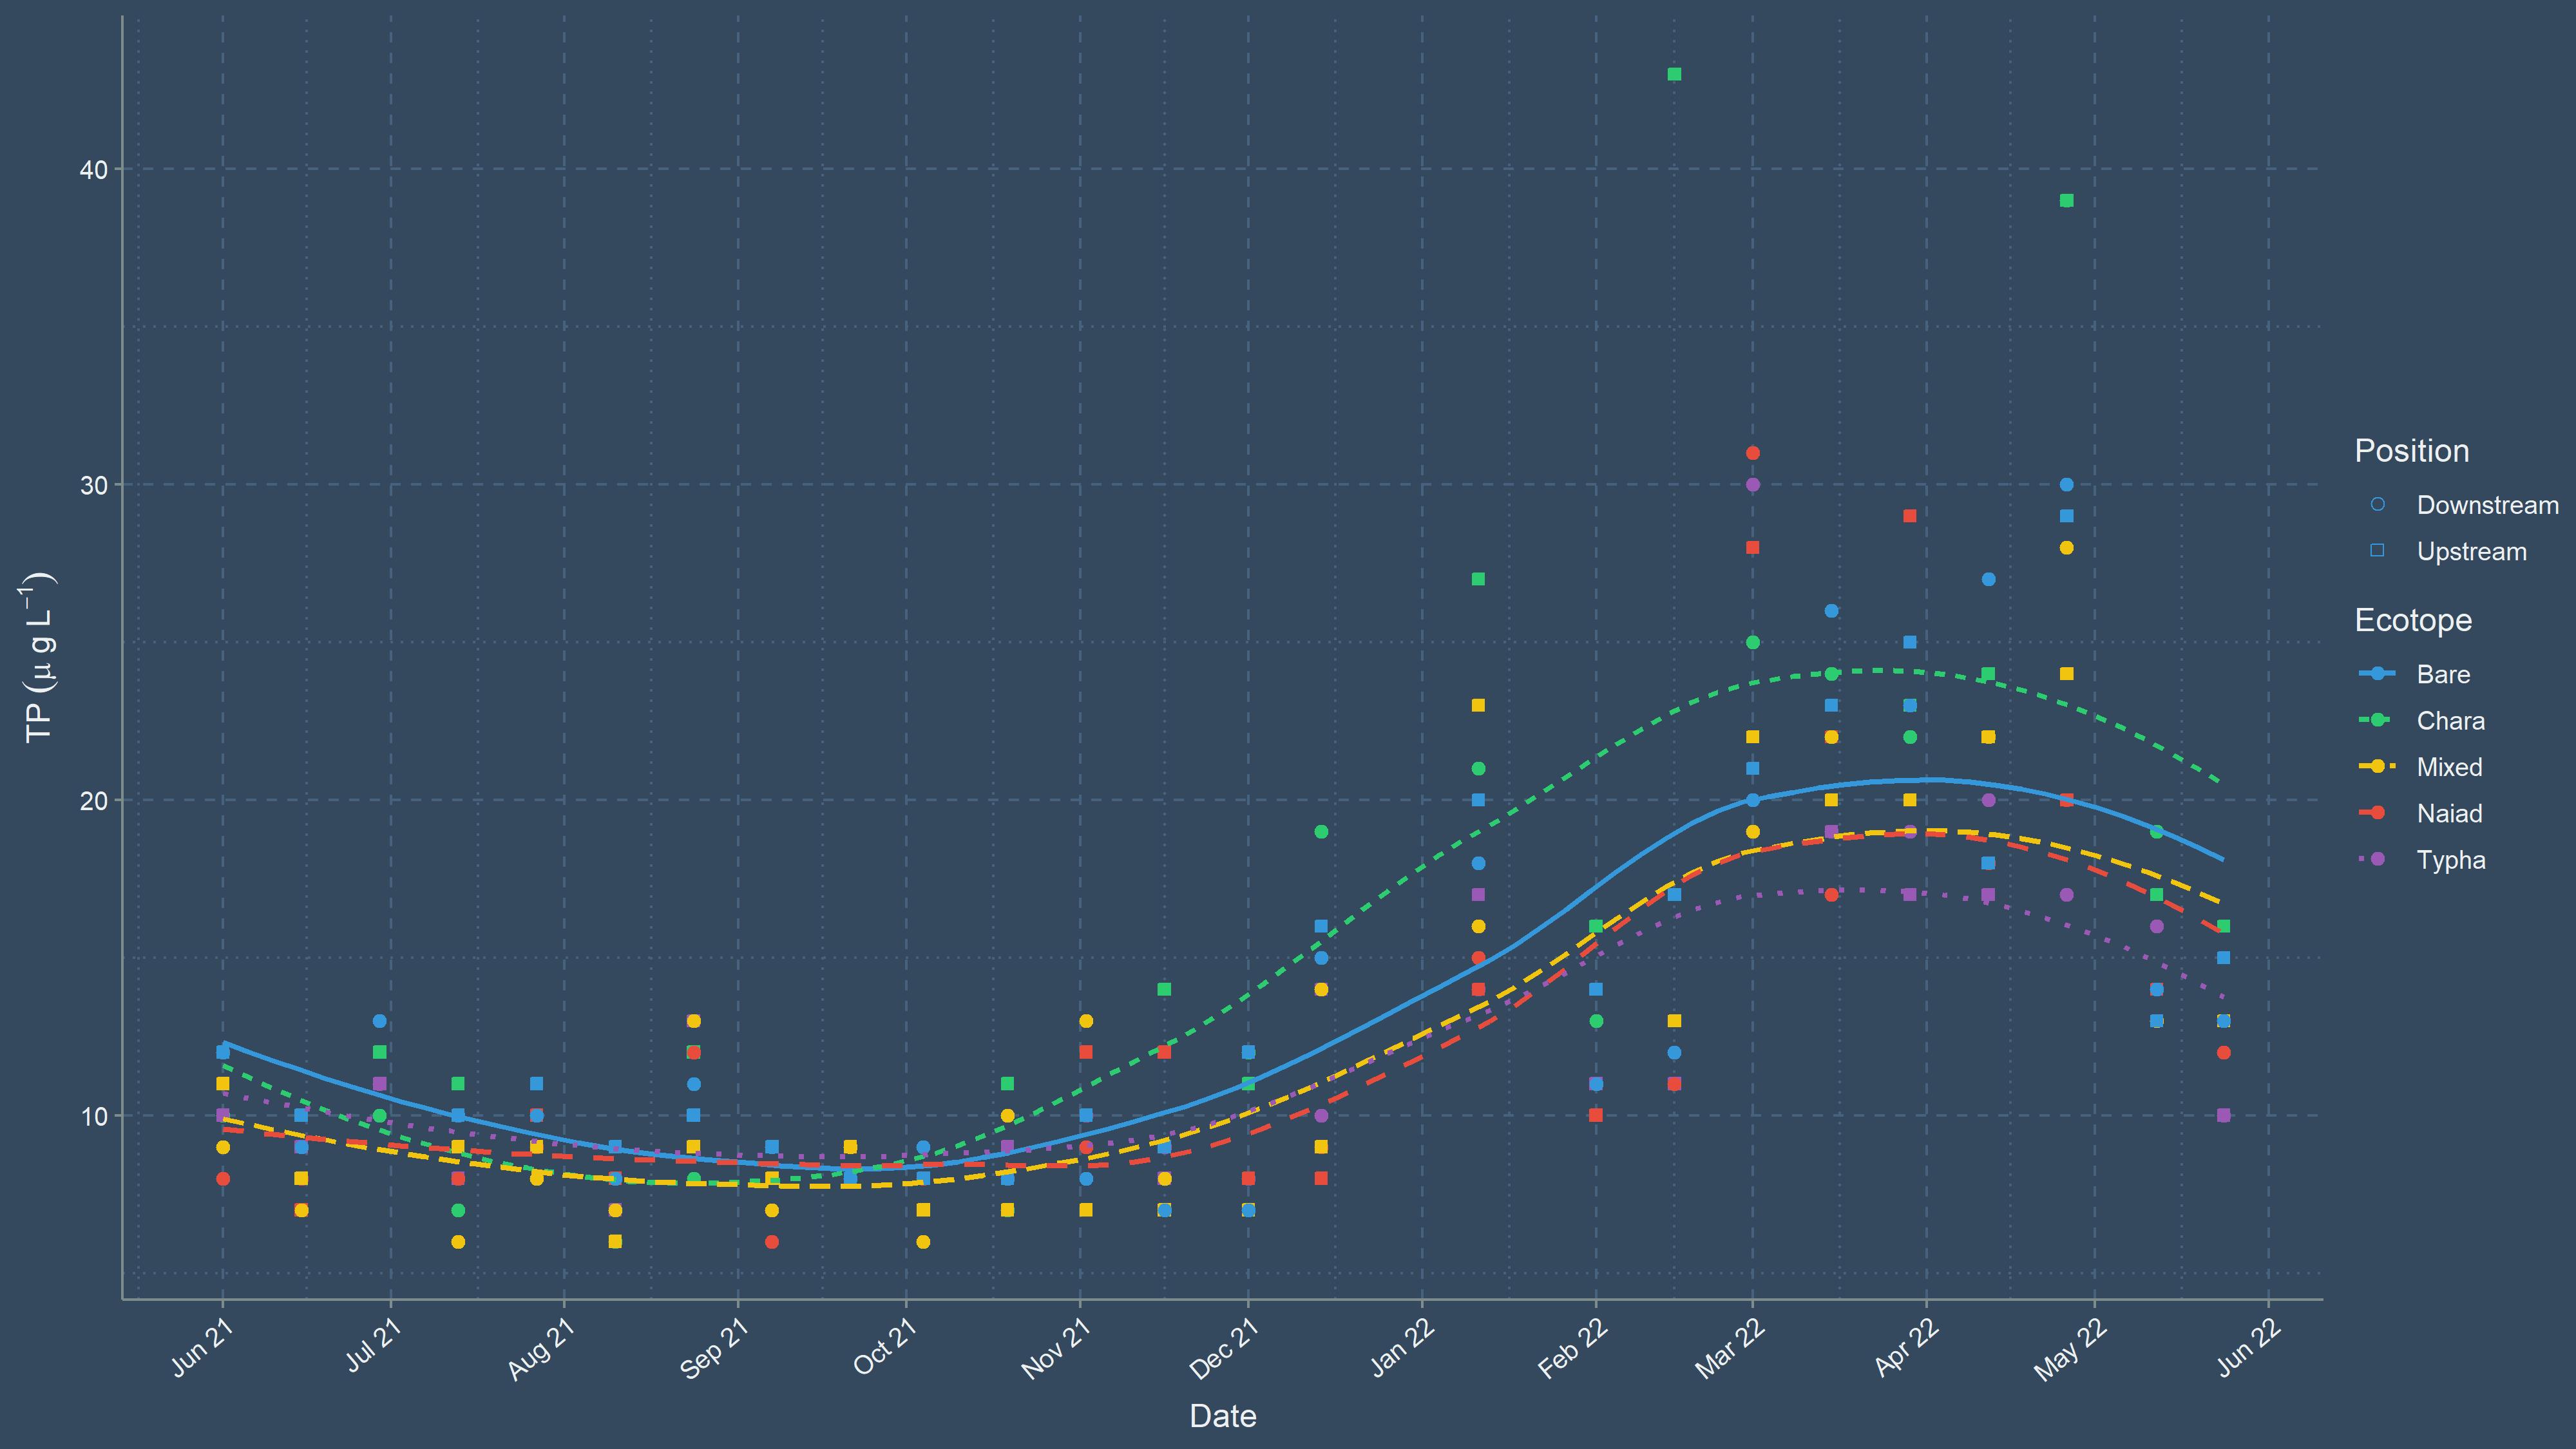 40
30
20
10
TP (μ g L⁻¹)
Jun 21
Jul 21
Aug 21
Sep 21
Oct 21
Nov 21
Dec 21
Jan 22
Feb 22
Mar 22
Apr 22
May 22
Jun 22
Date
Position
Downstream
Upstream
Ecotope
Bare
Chara
Mixed
Naiad
Typha